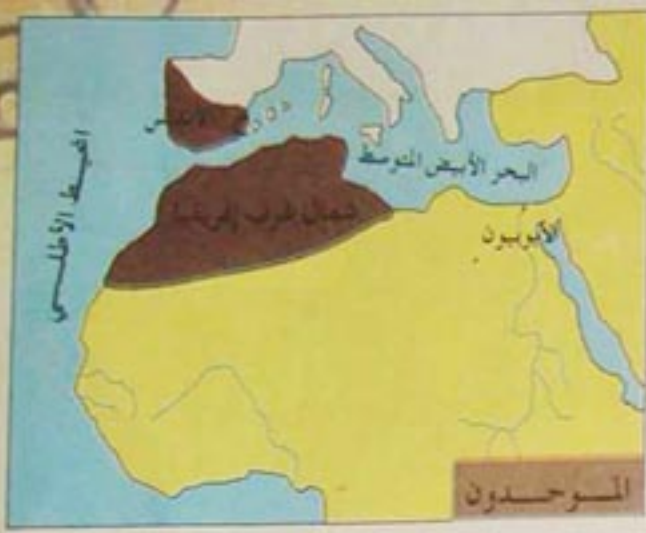 الأندلس
المحيط الأطلسي
البحر الأبيض المتوسط
شمال غرب إفريقيا
الأيوبيون
الموحدون